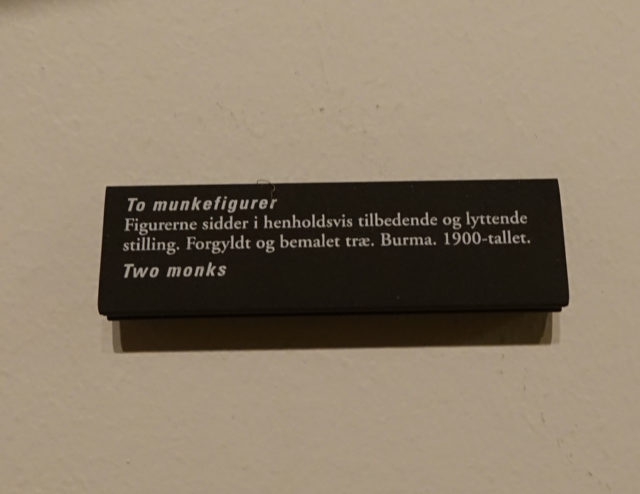 To munkefigurer
Figurerne sidder i henholdsvis tilbedende og lyttende
stilling. Forgyldt og bemalet træ. Burma. 1900-tallet.
Two monks